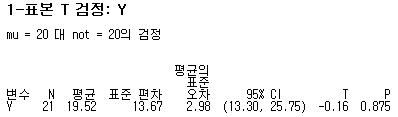 1-표본 T 검정: Y
mu = 20 대 not = 20의 검정
평균의
표준
변수 N 평균 표준 편차 오차 95% CI T P
Y 21 19.52 13.67 2.98 (13.30, 25.75) -0.16 0.875